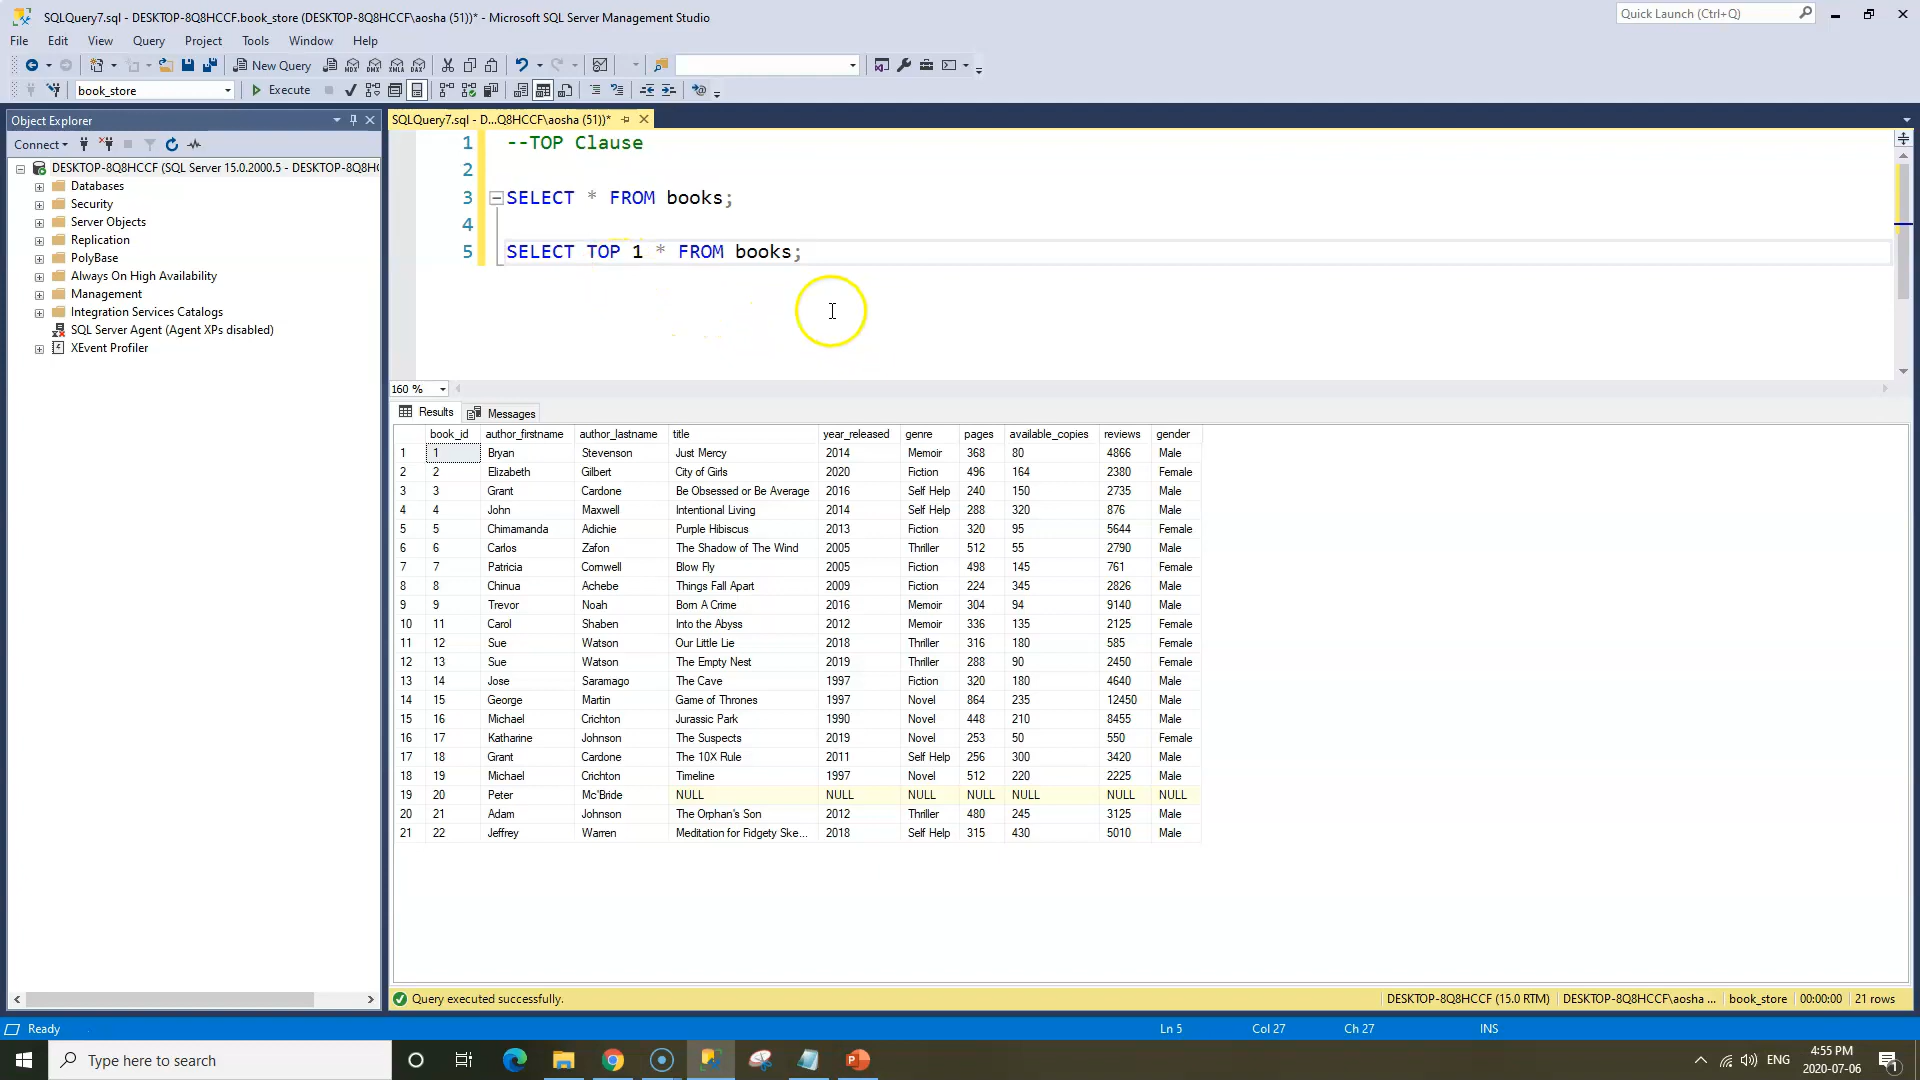 SQLQuery7.sql - DESKTOP-8Q8HCCF.book_store (DESKTOP-8Q8HCCF\aosha (51))* - Microsoft SQL Server Management Studio
Quick Launch (Ctrl+Q)
File Edit View Query Project Tools Window Help
New Query
MDX DMX XMLA DAX
book_store Execute
Object Explorer
Connect
DESKTOP-8Q8HCCF (SQL Server 15.0.2000.5 - DESKTOP-8Q8H
Databases
Security
Server Objects
Replication
PolyBase
Always On High Availability
Management
Integration Services Catalogs
SQL Server Agent (Agent XPs disabled)
XEvent Profiler
SQLQuery7.sql - D...Q8HCCF\aosha (51))*
1 --TOP Clause
2
3 SELECT * FROM books;
4
5 SELECT TOP 1 * FROM books;
160 %
Results Messages
book_id author_firstname author_lastname title year_released genre pages available_copies reviews gender
1 1 Bryan Stevenson Just Mercy 2014 Memoir 368 80 4866 Male
2 2 Elizabeth Gilbert City of Girls 2020 Fiction 496 164 2380 Female
3 3 Grant Cardone Be Obsessed or Be Average 2016 Self Help 240 150 2735 Male
4 4 John Maxwell Intentional Living 2014 Self Help 288 320 876 Male
5 5 Chimamanda Adichie Purple Hibiscus 2013 Fiction 320 95 5644 Female
6 6 Carlos Zafon The Shadow of The Wind 2005 Thriller 512 55 2790 Male
7 7 Patricia Cornwell Blow Fly 2005 Fiction 498 145 761 Female
8 8 Chinua Achebe Things Fall Apart 2009 Fiction 224 345 2826 Male
9 9 Trevor Noah Born A Crime 2016 Memoir 304 94 9140 Male
10 11 Carol Shaben Into the Abyss 2012 Memoir 336 135 2125 Female
11 12 Sue Watson Our Little Lie 2018 Thriller 316 180 585 Female
12 13 Sue Watson The Empty Nest 2019 Thriller 288 90 2450 Female
13 14 Jose Saramago The Cave 1997 Fiction 320 180 4640 Male
14 15 George Martin Game of Thrones 1997 Novel 864 235 12450 Male
15 16 Michael Crichton Jurassic Park 1990 Novel 448 210 8455 Male
16 17 Katharine Johnson The Suspects 2019 Novel 253 50 550 Female
17 18 Grant Cardone The 10X Rule 2011 Self Help 256 300 3420 Male
18 19 Michael Crichton Timeline 1997 Novel 512 220 2225 Male
19 20 Peter Mc'Bride NULL NULL NULL NULL NULL NULL NULL
20 21 Adam Johnson The Orphan's Son 2012 Thriller 480 245 3125 Male
21 22 Jeffrey Warren Meditation for Fidgety Ske... 2018 Self Help 315 430 5010 Male
Query executed successfully. DESKTOP-8Q8HCCF (15.0 RTM) DESKTOP-8Q8HCCF\aosha ... book_store 00:00:00 21 rows
Ready Ln 5 Col 27 Ch 27 INS
Type here to search
ENG
4:55 PM
2020-07-06
1